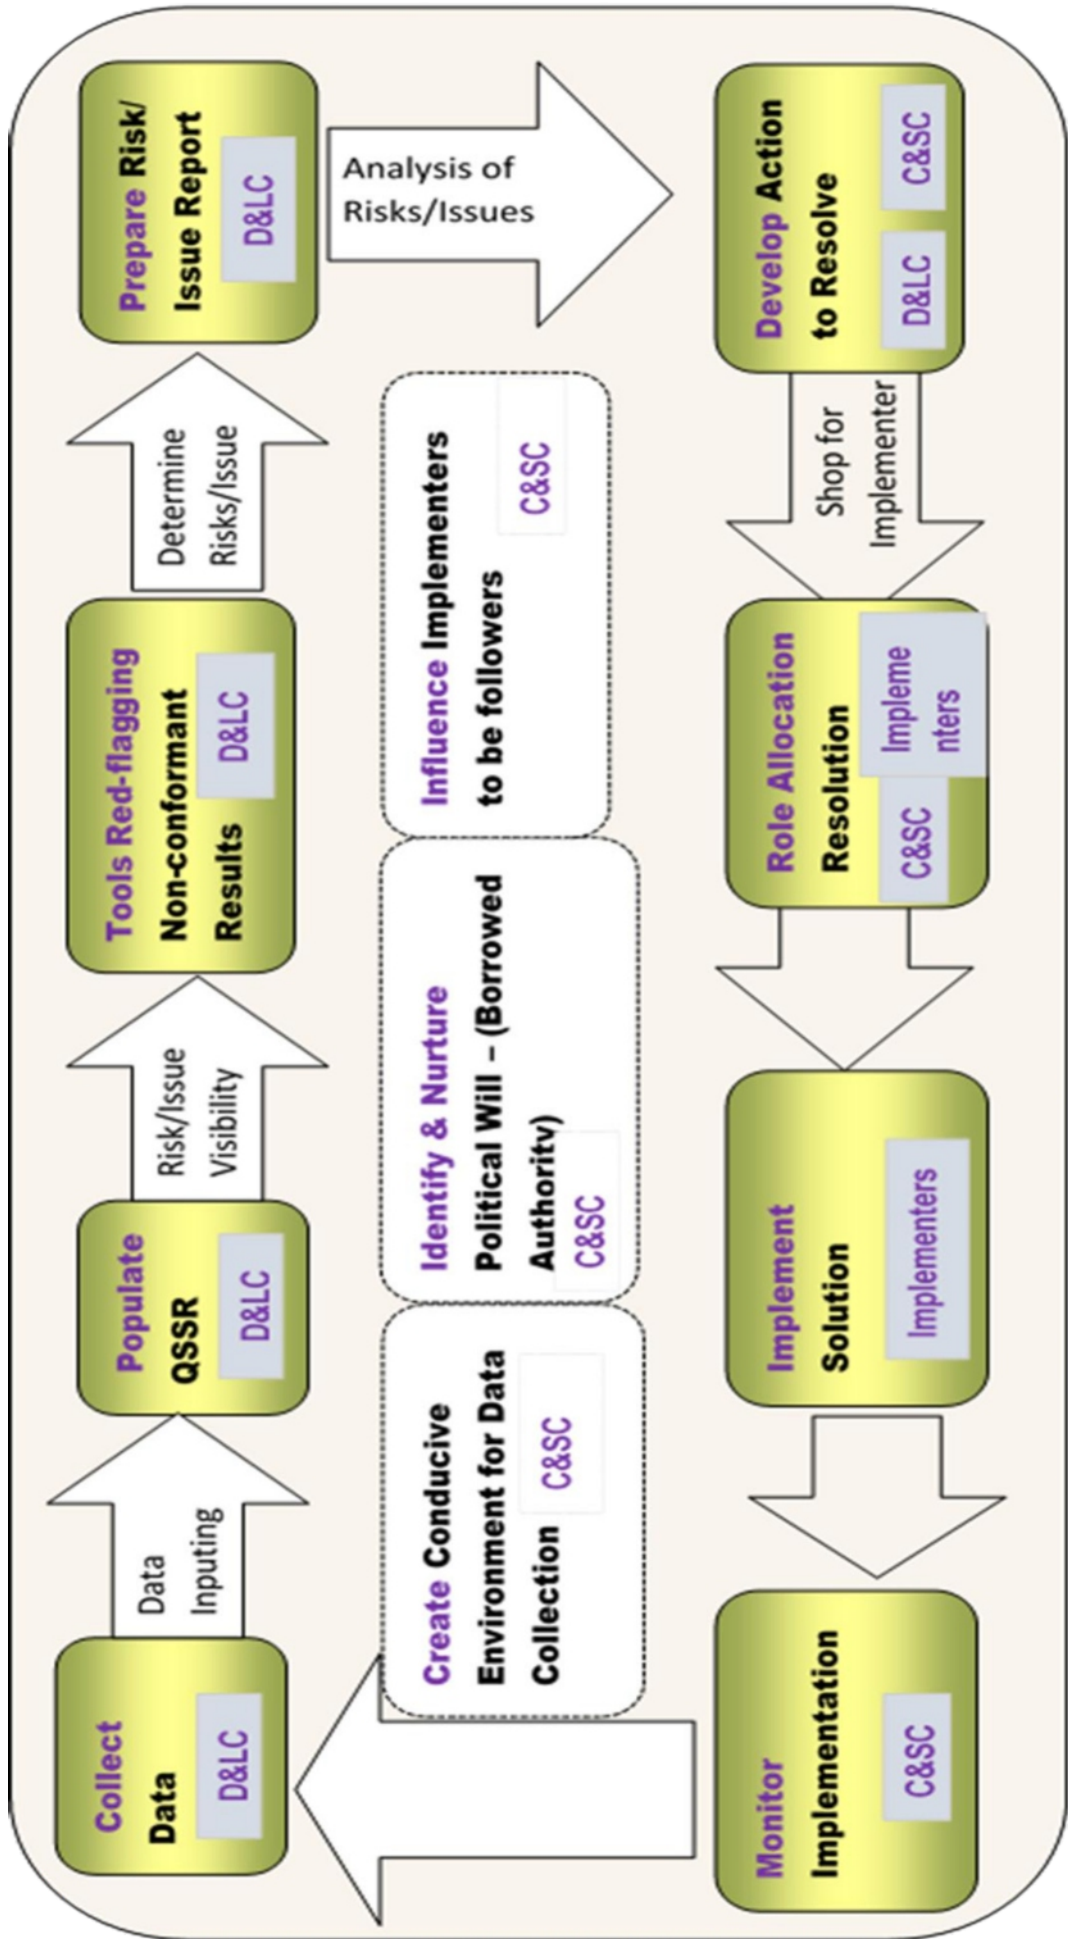 Collect
Data
D&LC
Data
Inputing
Populate
QSSR
D&LC
Risk/Issue
Visibility
Tools Red-flagging
Non-conformant
Results
D&LC
Determine
Risks/Issue
Prepare Risk/
Issue Report
D&LC
Analysis of
Risks/Issues
Develop Action
to Resolve
D&LC
C&SC
Shop for
Implementer
Role Allocation
Resolution
C&SC
Impleme
nters
Implement
Solution
Implementers
Monitor
Implementation
C&SC
Create Conducive
Environment for Data
Collection
C&SC
Identify & Nurture
Political Will – (Borrowed
Authority)
C&SC
Influence Implementers
to be followers
C&SC